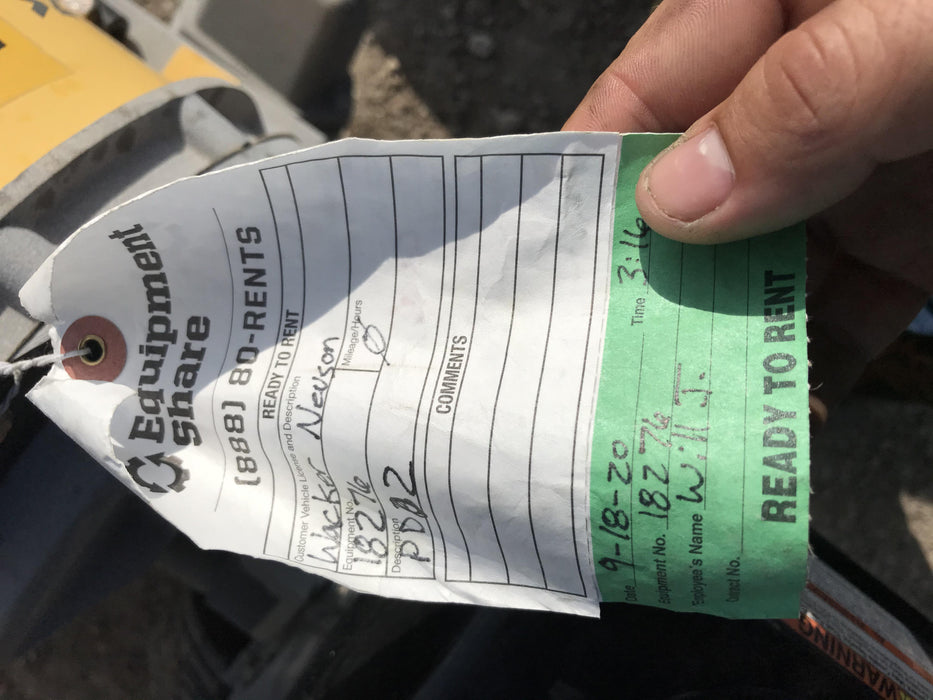 Equipment
Share
(888) 80-RENTS
READY TO RENT
Customer Vehicle License and Description
Wacker Neuson
Equipment No. Mileage/Hours
18276 0
Description
PDB2
COMMENTS
Date 9-18-20 Time 3:16
Equipment No. 18276
Employee's Name Will J.
Contact No.
READY TO RENT
WARNING